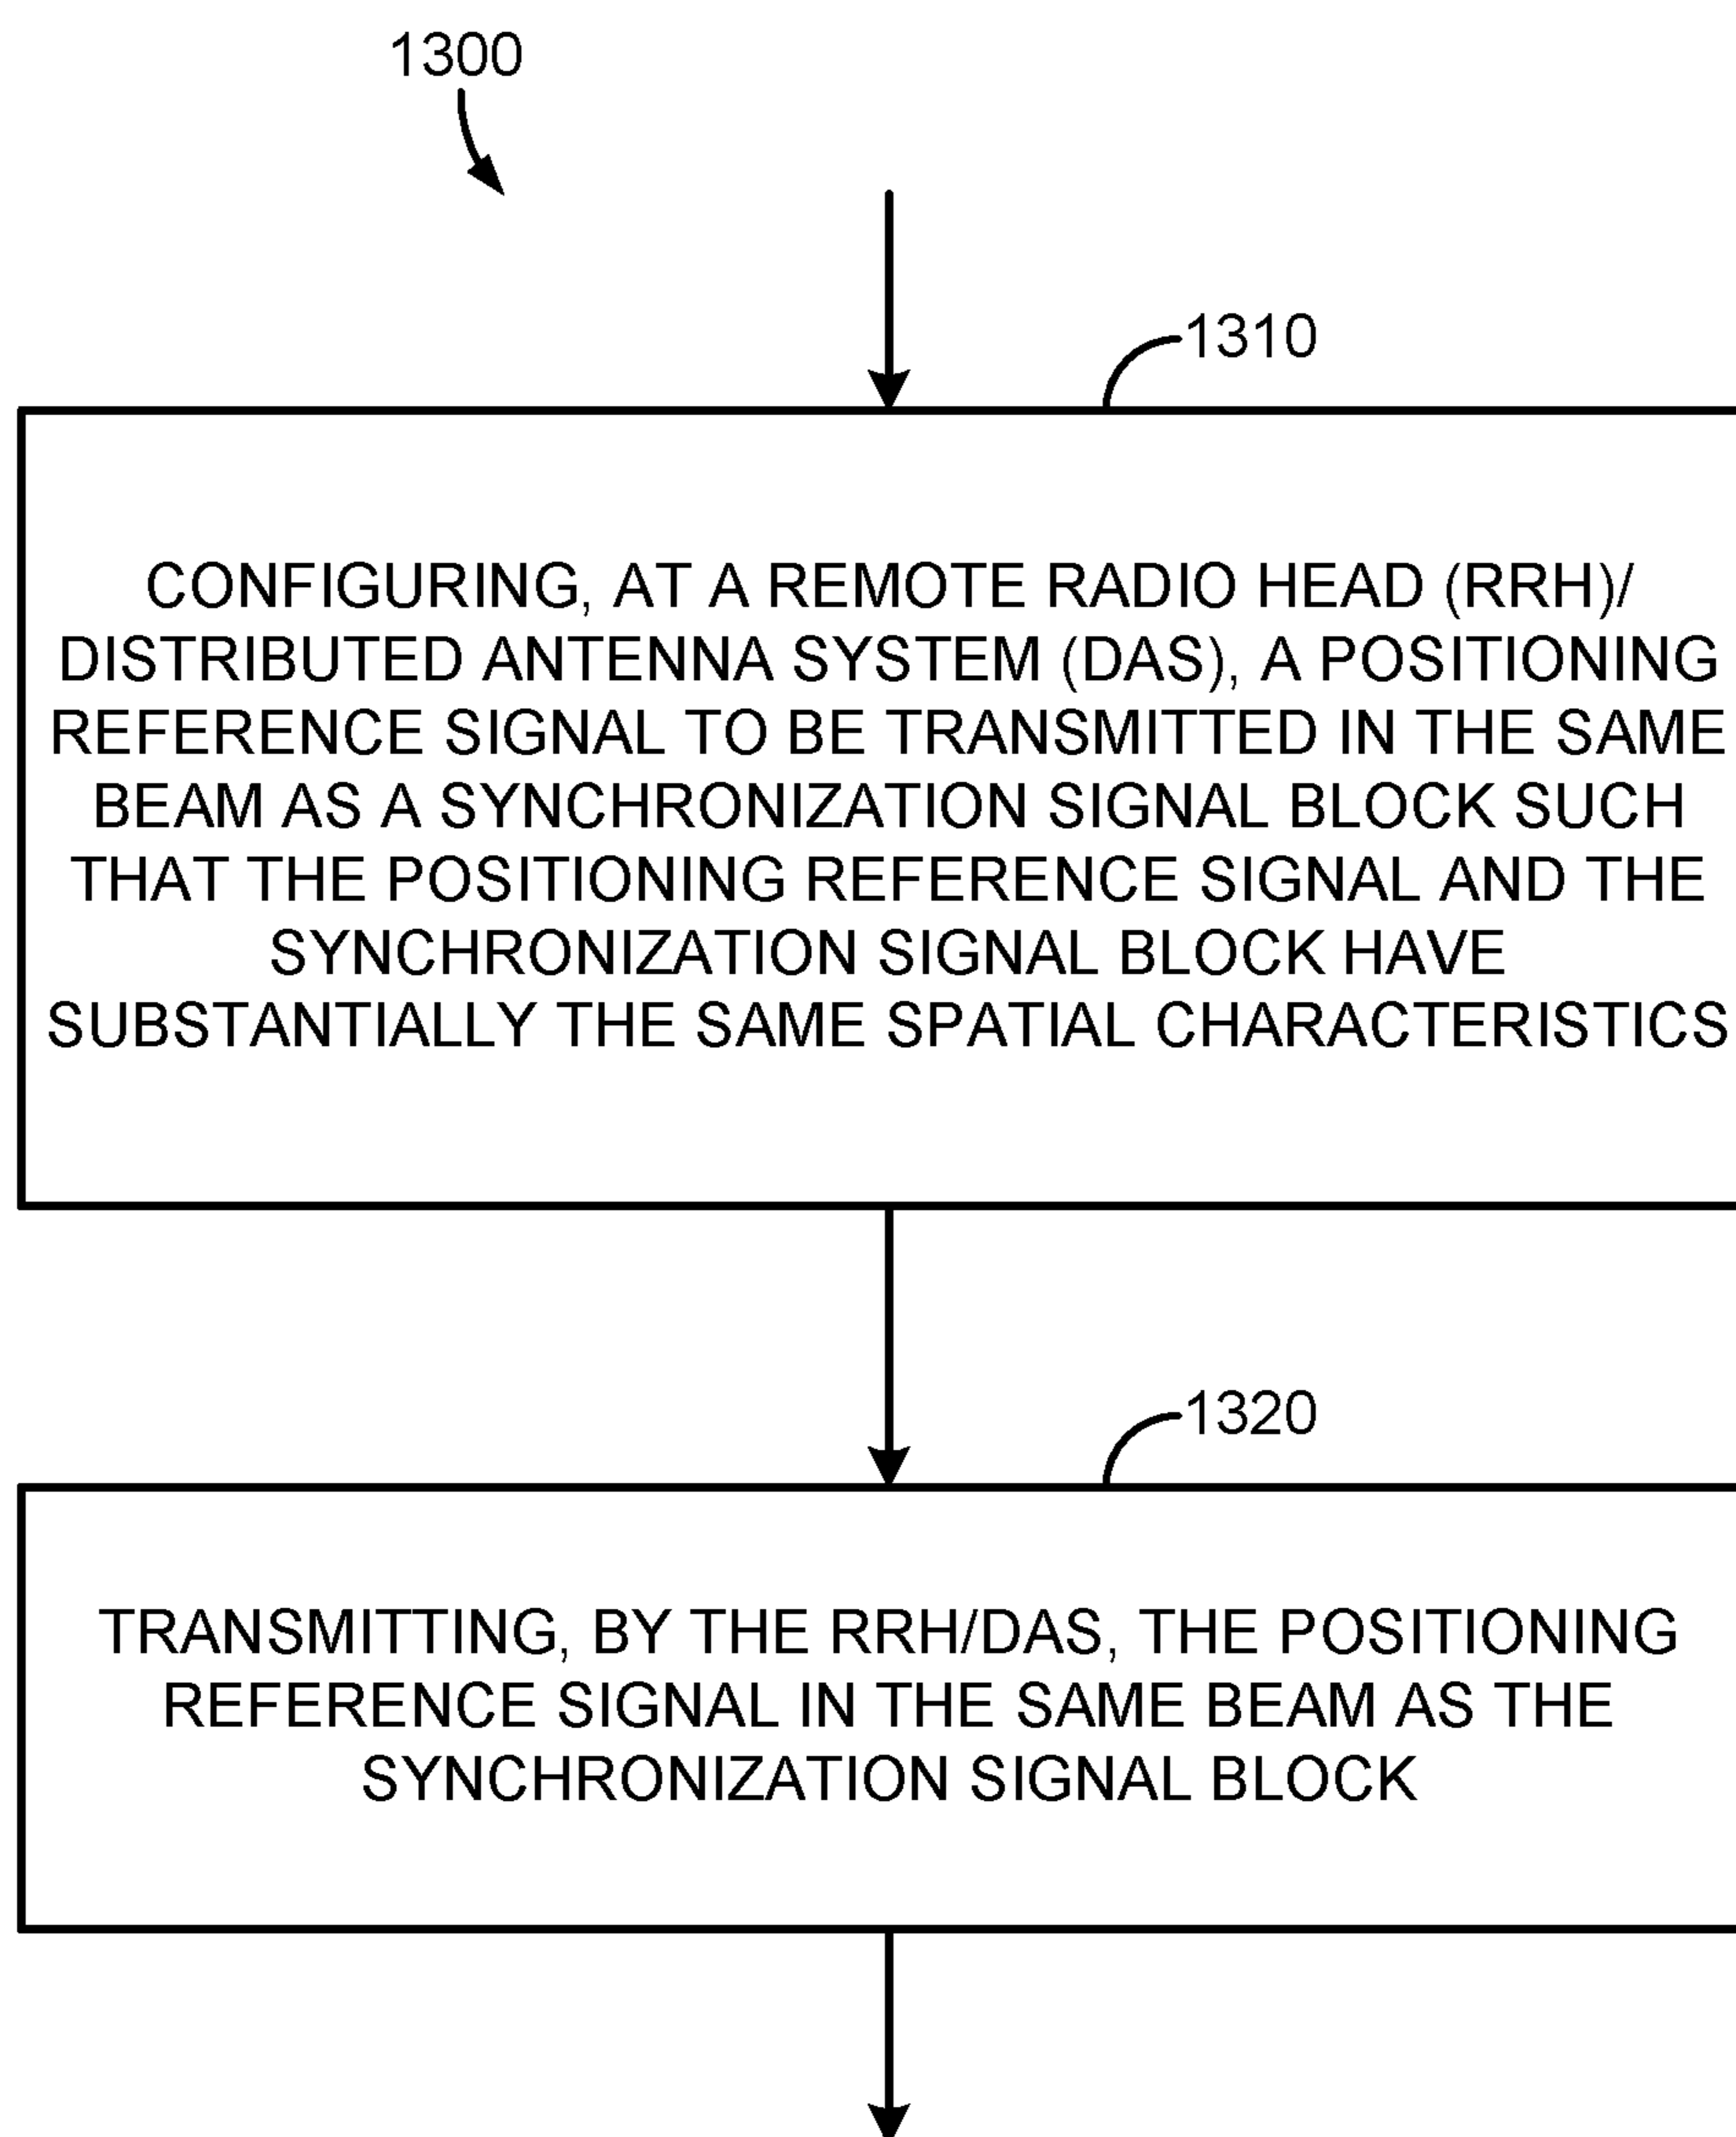 1300
1310
CONFIGURING, AT A REMOTE RADIO HEAD (RRH)/
DISTRIBUTED ANTENNA SYSTEM (DAS), A POSITIONING
REFERENCE SIGNAL TO BE TRANSMITTED IN THE SAME
BEAM AS A SYNCHRONIZATION SIGNAL BLOCK SUCH
THAT THE POSITIONING REFERENCE SIGNAL AND THE
SYNCHRONIZATION SIGNAL BLOCK HAVE
SUBSTANTIALLY THE SAME SPATIAL CHARACTERISTICS
1320
TRANSMITTING, BY THE RRH/DAS, THE POSITIONING
REFERENCE SIGNAL IN THE SAME BEAM AS THE
SYNCHRONIZATION SIGNAL BLOCK